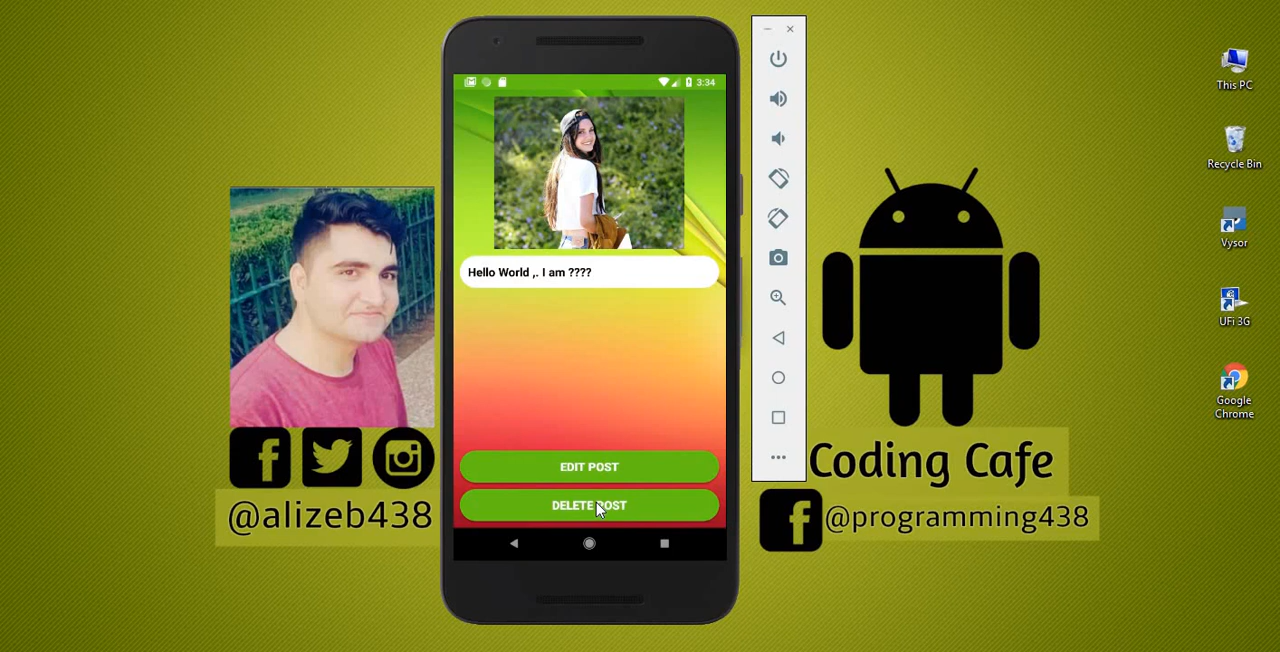 3:34
Hello World ,. I am ????
EDIT POST
DELETE POST
@alizeb438
Coding Cafe
@programming438
This PC
Recycle Bin
Vysor
UFi 3G
Google
Chrome